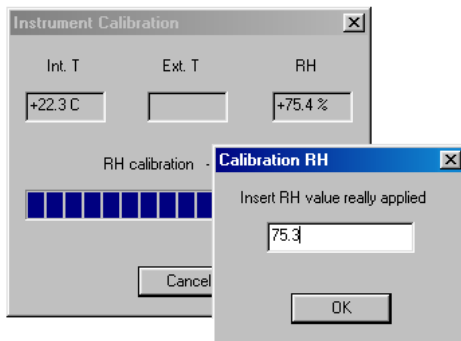 Instrument Calibration
Int. T Ext. T RH
+22.3 C +75.4 %
RH calibration -
Calibration RH
Insert RH value really applied
75.3
Cancel
OK